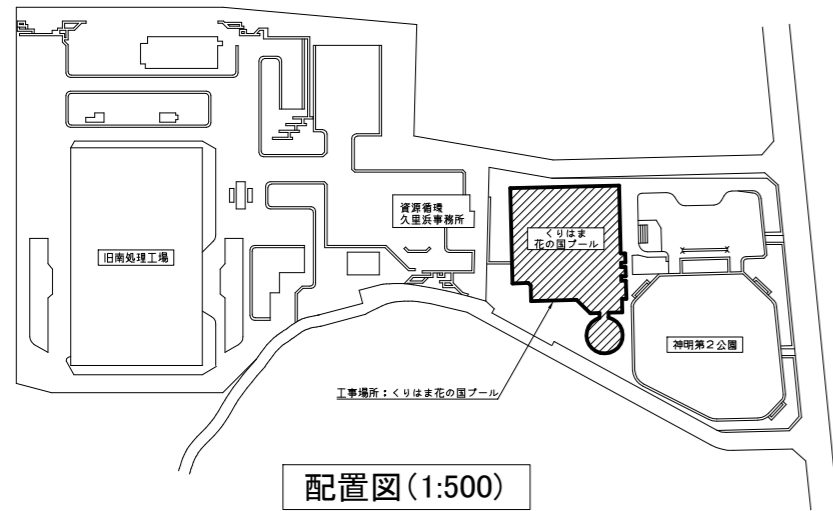 資源循環
久里浜事務所
くりはま
花の国プール
旧南処理工場
神明第2公園
工事場所：くりはま花の国プール
配置図(1:500)